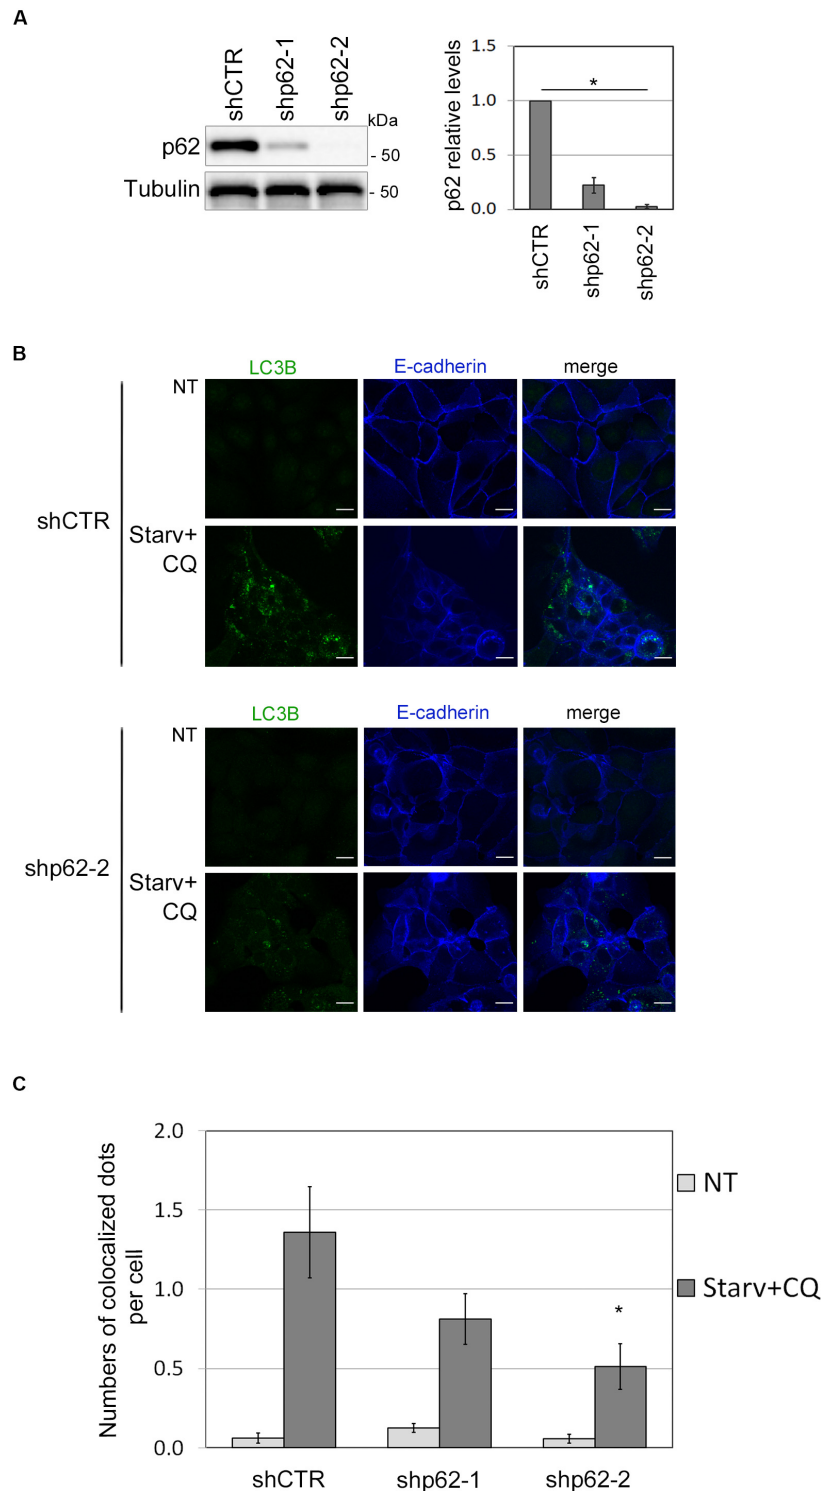 A
shCTR
shp62-1
shp62-2
kDa
p62
- 50
Tubulin
- 50
p62 relative levels
1.5
1.0
0.5
0.0
*
shCTR
shp62-1
shp62-2
B
LC3B
E-cadherin
merge
NT
shCTR
Starv+
CQ
LC3B
E-cadherin
merge
NT
shp62-2
Starv+
CQ
C
Numbers of colocalized dots
per cell
2.0
1.5
1.0
0.5
0.0
*
NT
Starv+CQ
shCTR
shp62-1
shp62-2